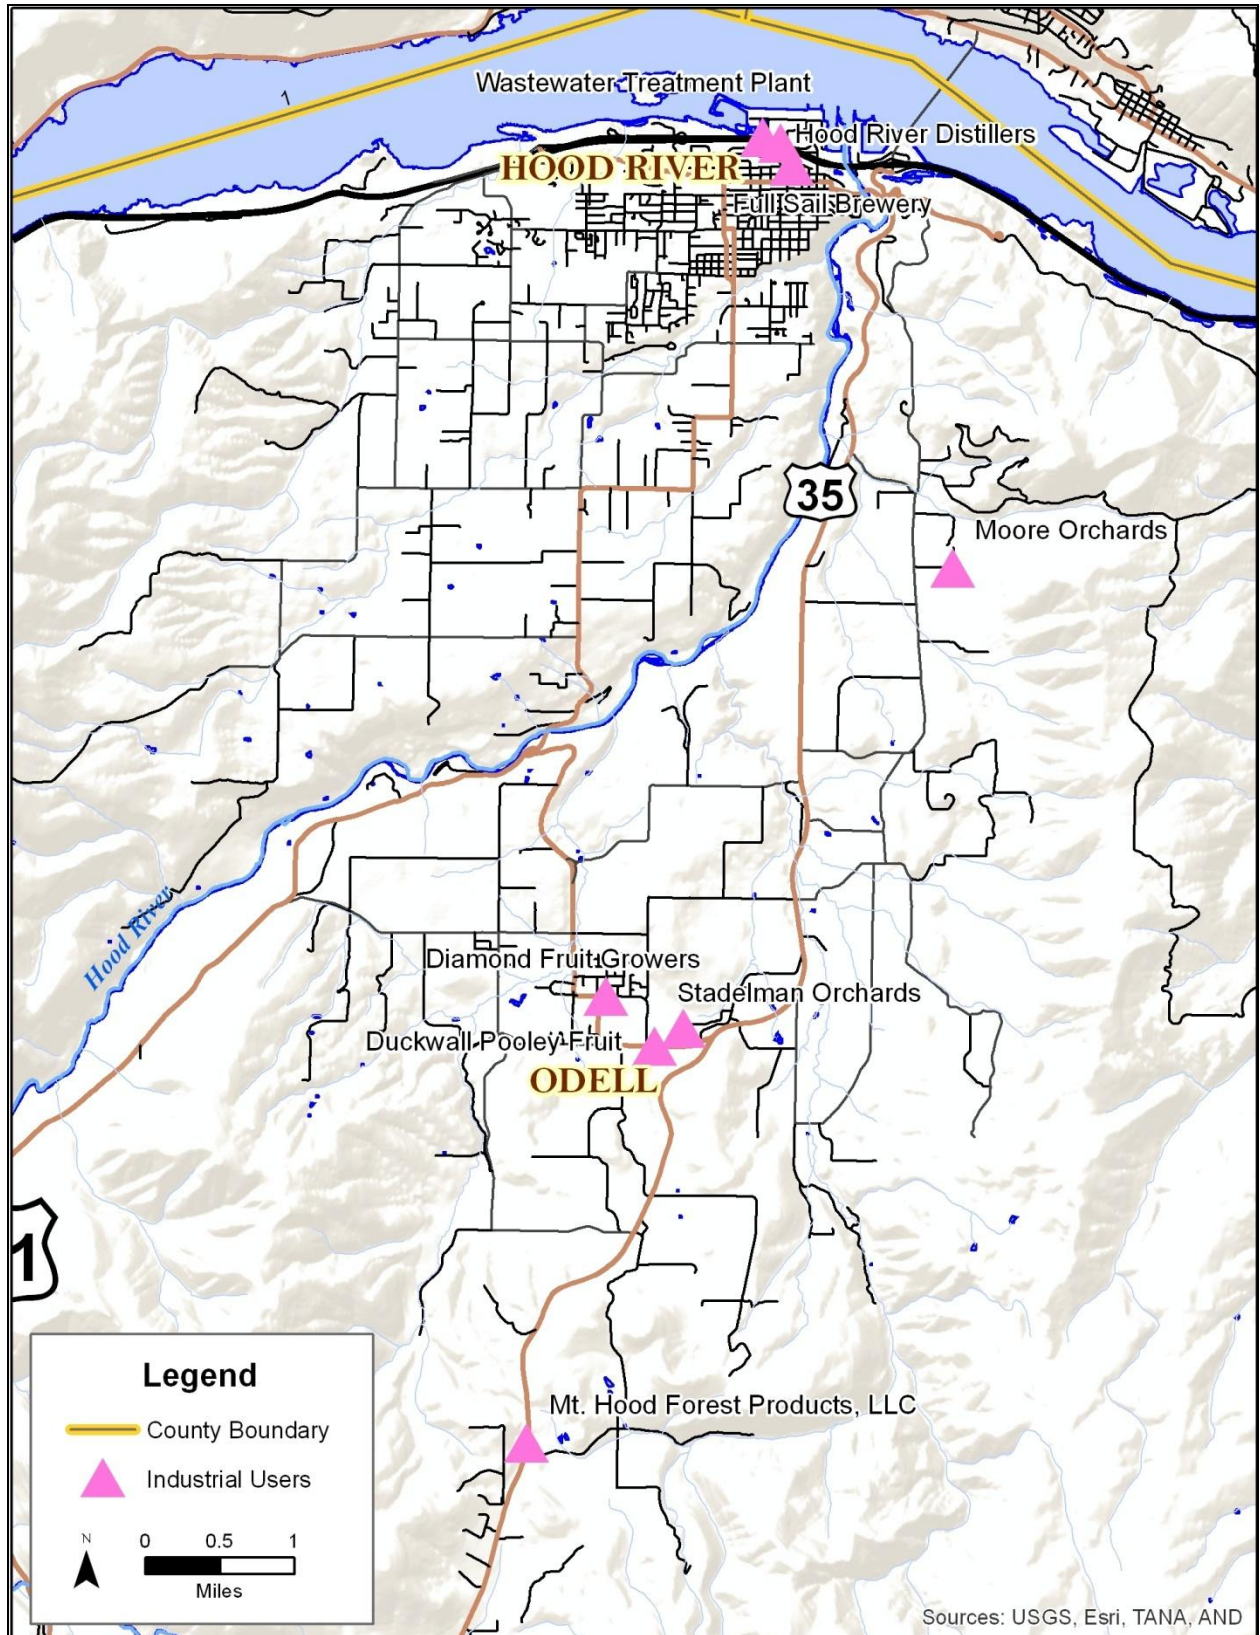 Wastewater Treatment Plant
1
Hood River Distillers
HOOD RIVER
Full Sail Brewery
35
Moore Orchards
Hood River
Diamond Fruit Growers
Stadelman Orchards
Duckwall Pooley Fruit
ODELL
1
Mt. Hood Forest Products, LLC
Legend
County Boundary
Industrial Users
N
0 0.5 1
Miles
Sources: USGS, Esri, TANA, AND